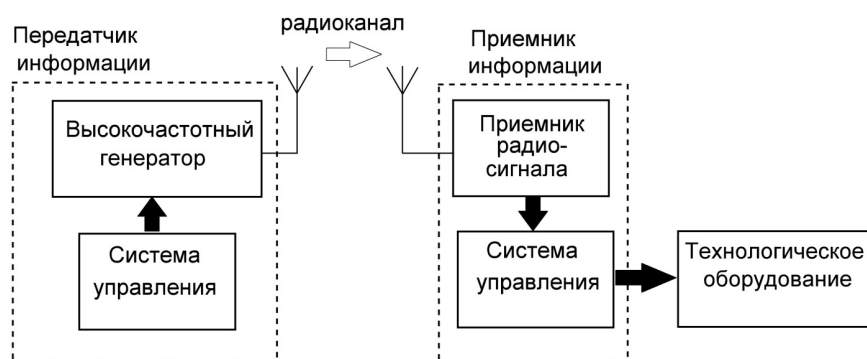 Передатчик
информации
радиоканал
Приемник
информации
Высокочастотный
генератор
Приемник
радио-
сигнала
Система
управления
Система
управления
Технологическое
оборудование